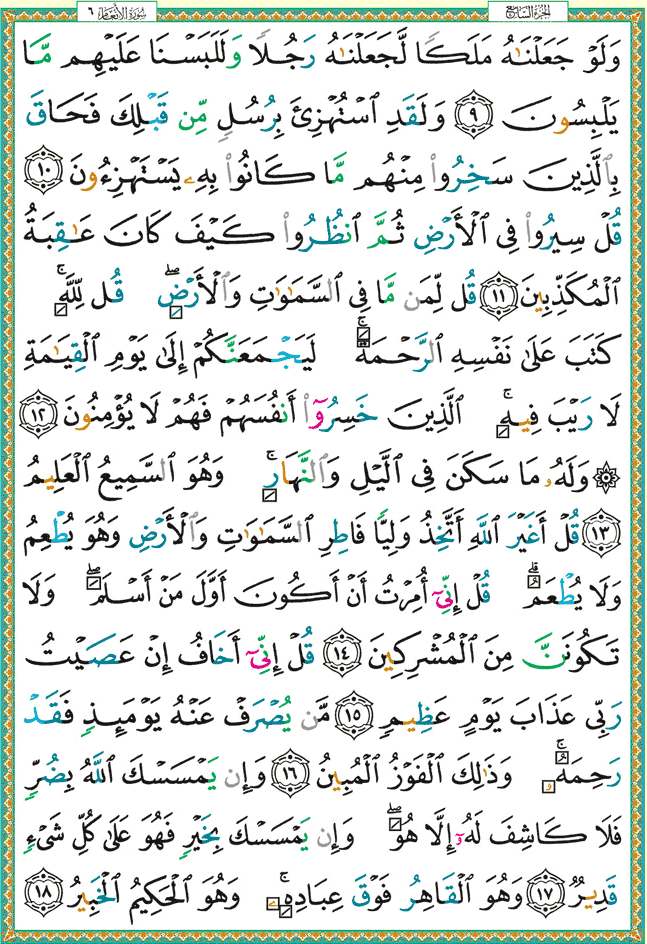 الجزء السابع سورة الأنعام ٦
وَلَوْ جَعَلْنَـٰهُ مَلَكًا لَّجَعَلْنَـٰهُ رَجُلًا وَلَلَبَسْنَا عَلَيْهِم مَّا
يَلْبِسُونَ ٩ وَلَقَدِ ٱسْتُهْزِئَ بِرُسُلٍ مِّن قَبْلِكَ فَحَاقَ
بِٱلَّذِينَ سَخِرُوا۟ مِنْهُم مَّا كَانُوا۟ بِهِۦ يَسْتَهْزِءُونَ ١٠
قُلْ سِيرُوا۟ فِى ٱلْأَرْضِ ثُمَّ ٱنظُرُوا۟ كَيْفَ كَانَ عَـٰقِبَةُ
ٱلْمُكَذِّبِينَ ١١ قُل لِّمَن مَّا فِى ٱلسَّمَـٰوَٰتِ وَٱلْأَرْضِ ۖ قُل لِّلَّهِ ۚ
كَتَبَ عَلَىٰ نَفْسِهِ ٱلرَّحْمَةَ ۚ لَيَجْمَعَنَّكُمْ إِلَىٰ يَوْمِ ٱلْقِيَـٰمَةِ
لَا رَيْبَ فِيهِ ۚ ٱلَّذِينَ خَسِرُوٓا۟ أَنفُسَهُمْ فَهُمْ لَا يُؤْمِنُونَ ١٢
۞ وَلَهُۥ مَا سَكَنَ فِى ٱلَّيْلِ وَٱلنَّهَارِ ۚ وَهُوَ ٱلسَّمِيعُ ٱلْعَلِيمُ
١٣ قُلْ أَغَيْرَ ٱللَّهِ أَتَّخِذُ وَلِيًّا فَاطِرِ ٱلسَّمَـٰوَٰتِ وَٱلْأَرْضِ وَهُوَ يُطْعِمُ
وَلَا يُطْعَمُ ۗ قُلْ إِنِّىٓ أُمِرْتُ أَنْ أَكُونَ أَوَّلَ مَنْ أَسْلَمَ ۖ وَلَا
تَكُونَنَّ مِنَ ٱلْمُشْرِكِينَ ١٤ قُلْ إِنِّىٓ أَخَافُ إِنْ عَصَيْتُ
رَبِّى عَذَابَ يَوْمٍ عَظِيمٍ ١٥ مَّن يُصْرَفْ عَنْهُ يَوْمَئِذٍ فَقَدْ
رَحِمَهُۥ ۚ وَذَٰلِكَ ٱلْفَوْزُ ٱلْمُبِينُ ١٦ وَإِن يَمْسَسْكَ ٱللَّهُ بِضُرٍّ
فَلَا كَاشِفَ لَهُۥٓ إِلَّا هُوَ ۖ وَإِن يَمْسَسْكَ بِخَيْرٍ فَهُوَ عَلَىٰ كُلِّ شَىْءٍ
قَدِيرٌ ١٧ وَهُوَ ٱلْقَاهِرُ فَوْقَ عِبَادِهِۦ ۚ وَهُوَ ٱلْحَكِيمُ ٱلْخَبِيرُ ١٨